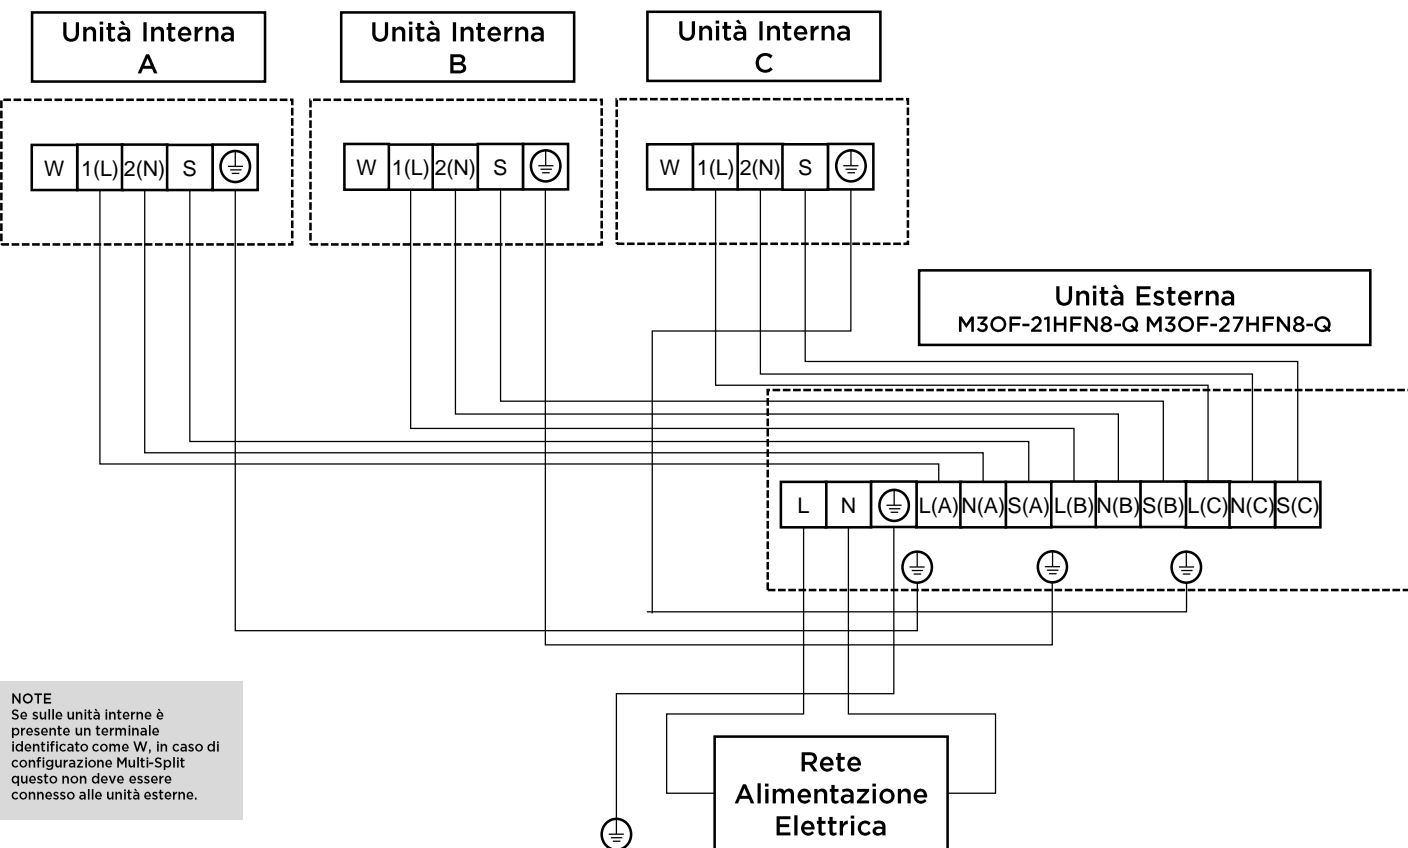 Unità Interna
A
Unità Interna
B
Unità Interna
C
W 1(L) 2(N) S
W 1(L) 2(N) S
W 1(L) 2(N) S
Unità Esterna
M3OF-21HFN8-Q M3OF-27HFN8-Q
L N L(A) N(A) S(A) L(B) N(B) S(B) L(C) N(C) S(C)
NOTE
Se sulle unità interne è
presente un terminale
identificato come W, in caso di
configurazione Multi-Split
questo non deve essere
connesso alle unità esterne.
Rete
Alimentazione
Elettrica